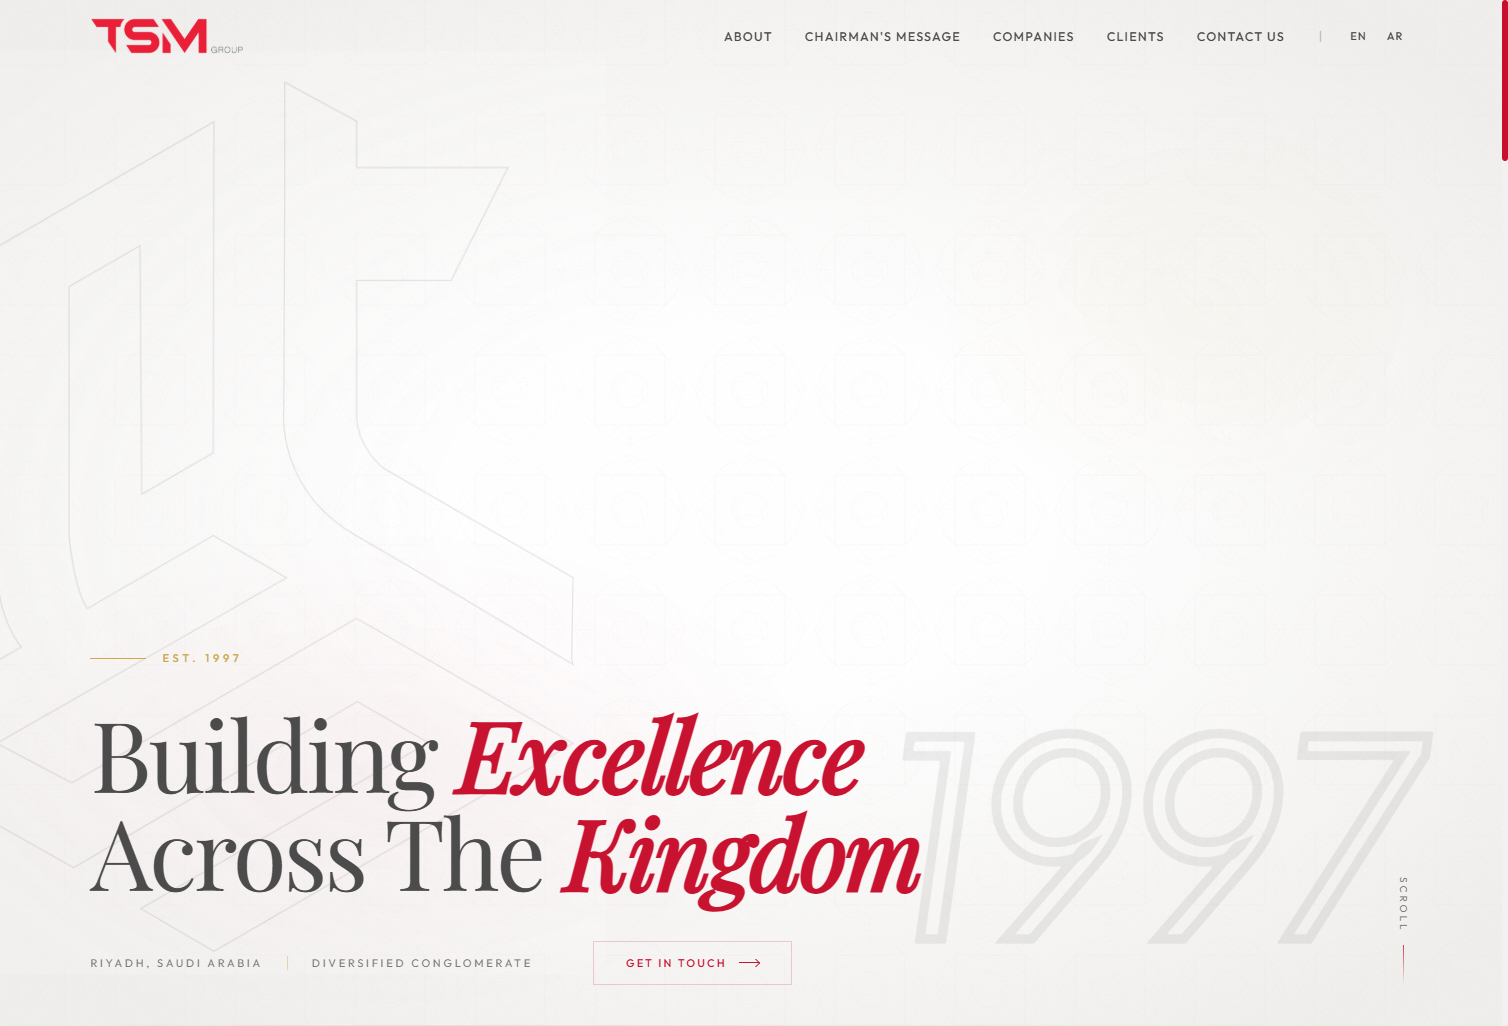 TSM GROUP
ABOUT CHAIRMAN'S MESSAGE COMPANIES CLIENTS CONTACT US | EN AR
EST. 1997
Building Excellence
Across The Kingdom
1997
SCROLL
RIYADH, SAUDI ARABIA | DIVERSIFIED CONGLOMERATE
GET IN TOUCH